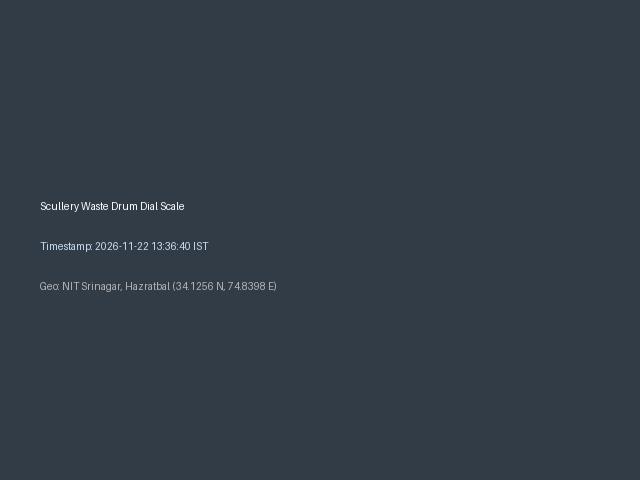 Scullery Waste Drum Dial Scale
Timestamp: 2026-11-22 13:36:40 IST
Geo: NIT Srinagar, Hazratbal (34.1256 N, 74.8398 E)